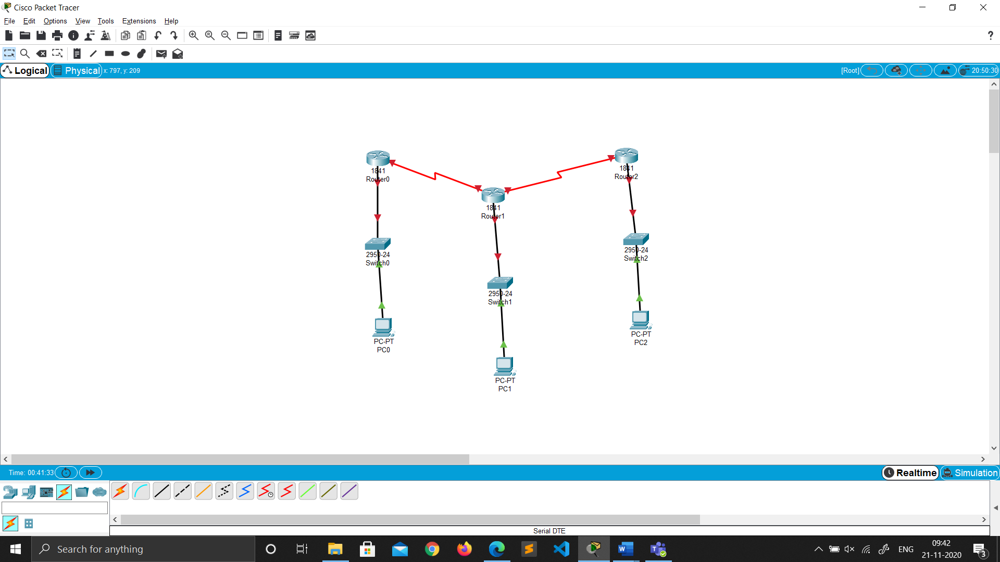 Cisco Packet Tracer
File Edit Options View Tools Extensions Help
Logical Physical x: 797, y: 209 [Root] 20:50:30
1841
Router0
1841
Router2
1841
Router1
2950-24
Switch0
2950-24
Switch2
2950-24
Switch1
PC-PT
PC0
PC-PT
PC2
PC-PT
PC1
Time: 00:41:33 Realtime Simulation
Serial DTE
Search for anything
ENG
09:42
21-11-2020
3